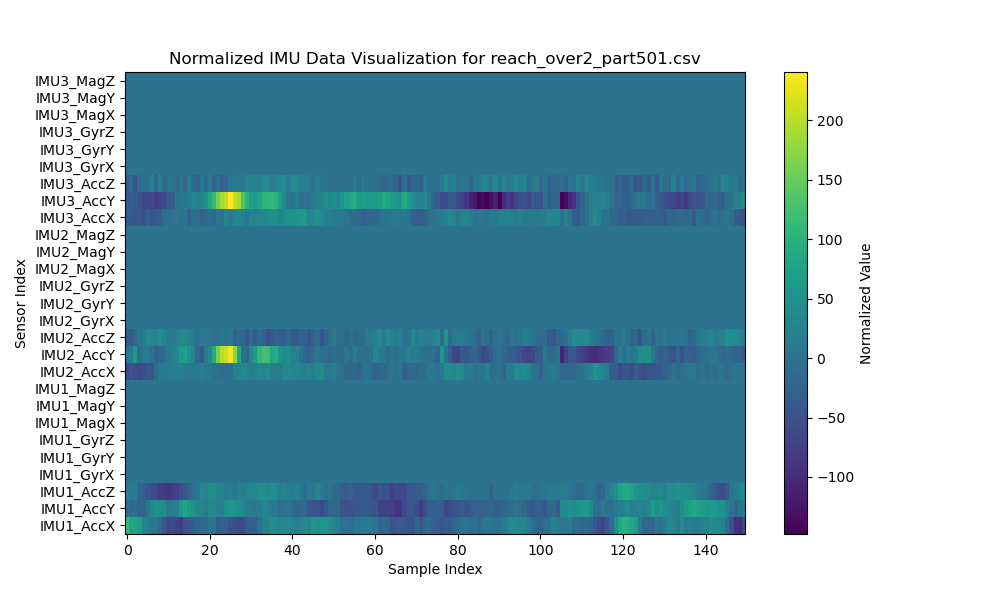 Normalized IMU Data Visualization for reach_over2_part501.csv
IMU3_MagZ
IMU3_MagY
IMU3_MagX
IMU3_GyrZ
IMU3_GyrY
IMU3_GyrX
IMU3_AccZ
IMU3_AccY
IMU3_AccX
IMU2_MagZ
IMU2_MagY
IMU2_MagX
IMU2_GyrZ
IMU2_GyrY
IMU2_GyrX
IMU2_AccZ
IMU2_AccY
IMU2_AccX
IMU1_MagZ
IMU1_MagY
IMU1_MagX
IMU1_GyrZ
IMU1_GyrY
IMU1_GyrX
IMU1_AccZ
IMU1_AccY
IMU1_AccX
Sensor Index
0 20 40 60 80 100 120 140
Sample Index
200
150
100
50
0
−50
−100
Normalized Value